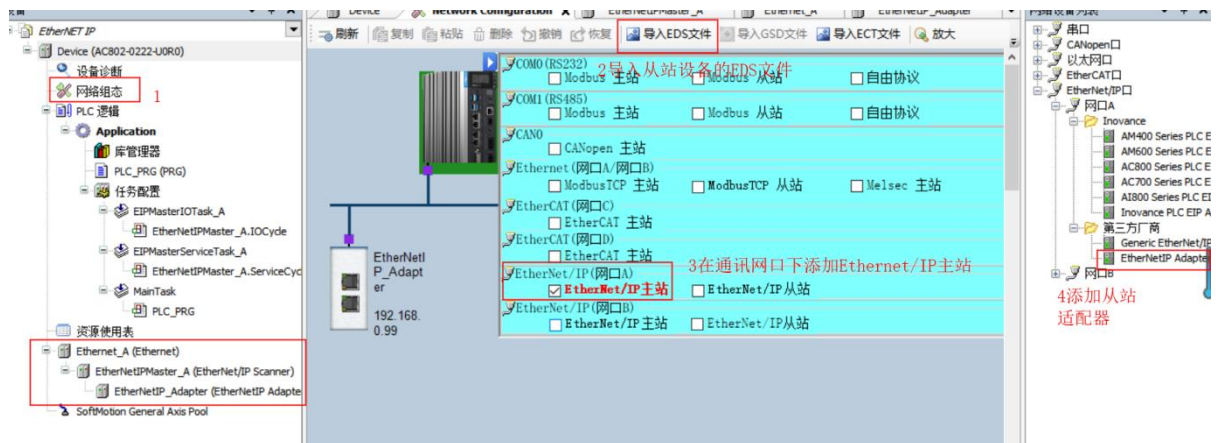 Device
Network Configuration X
EtherNet_A
EtherNetIP_Adapter
EtherNET IP
Device (AC802-0222-U0R0)
设备诊断
网络组态
1
PLC 逻辑
Application
库管理器
PLC_PRG (PRG)
任务配置
EIPMasterIOTask_A
EtherNetIPMaster_A.IOCycle
EIPMasterServiceTask_A
EtherNetIPMaster_A.ServiceCyc
MainTask
PLC_PRG
资源使用表
Ethernet_A (Ethernet)
EtherNetIPMaster_A (EtherNet/IP Scanner)
EtherNetIP_Adapter (EtherNetIP Adapte
SoftMotion General Axis Pool
刷新 复制 粘贴 删除 撤销 恢复 导入EDS文件 导入GSD文件 导入ECT文件 放大
2导入从站设备的EDS文件
COM0(RS232)
Modbus 主站 Modbus 从站 自由协议
COM1(RS485)
Modbus 主站 Modbus 从站 自由协议
CAN0
CANopen 主站
Ethernet(网口A/网口B)
ModbusTCP 主站 ModbusTCP 从站 Melsec 主站
EtherCAT(网口C)
EtherCAT 主站
EtherCAT(网口D)
EtherCAT 主站
EtherNet/IP(网口A)
EtherNet/IP主站 EtherNet/IP从站
3在通讯网口下添加Ethernet/IP主站
EtherNet/IP(网口B)
EtherNet/IP主站 EtherNet/IP从站
EtherNetI
P_Adapt
er
192.168.
0.99
网络设备列表
串口
CANopen口
以太网口
EtherCAT口
EtherNet/IP口
网口A
Inovance
AM400 Series PLC E
AM600 Series PLC E
AC800 Series PLC E
AC700 Series PLC E
AI800 Series PLC EI
Inovance PLC EIP A
第三方厂商
Generic EtherNet/IP
EtherNetIP Adapte
网口B
4添加从站
适配器